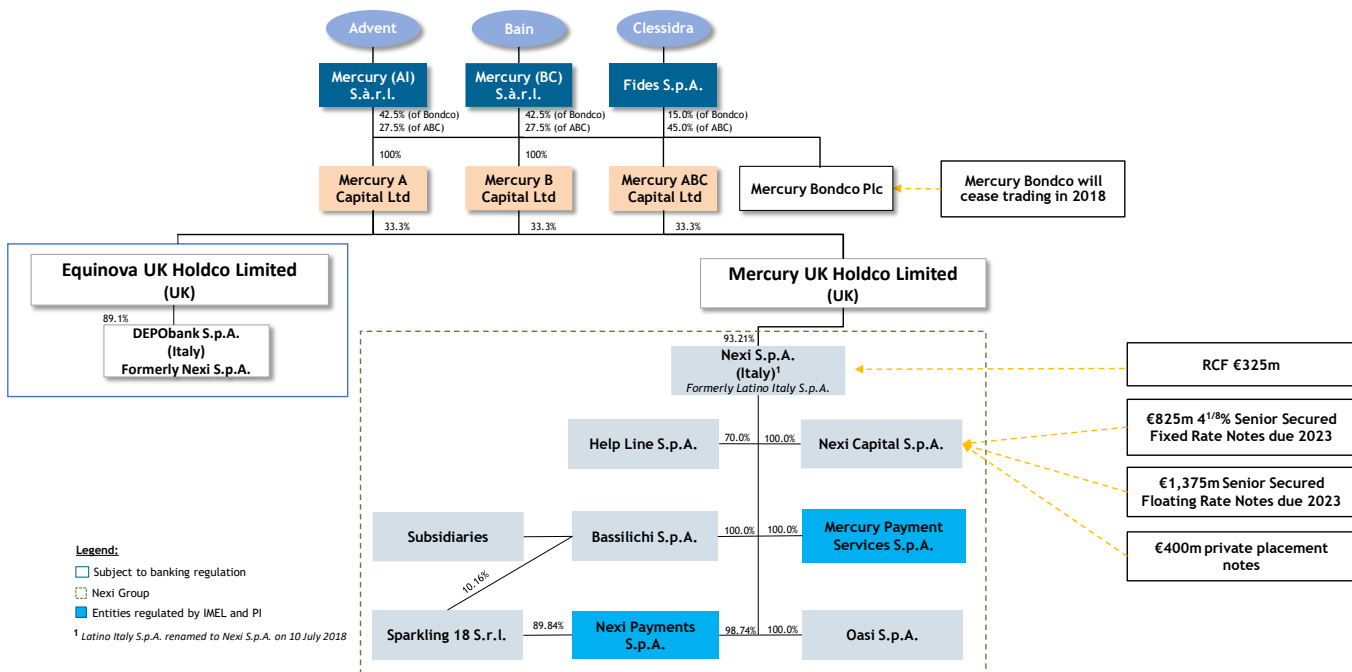 Advent
Bain
Clessidra
Mercury (AI)
S.à.r.l.
Mercury (BC)
S.à.r.l.
Fides S.p.A.
42.5% (of Bondco)
27.5% (of ABC)
42.5% (of Bondco)
27.5% (of ABC)
15.0% (of Bondco)
45.0% (of ABC)
100%
100%
Mercury A
Capital Ltd
Mercury B
Capital Ltd
Mercury ABC
Capital Ltd
Mercury Bondco Plc
Mercury Bondco will
cease trading in 2018
33.3%
33.3%
33.3%
Equinova UK Holdco Limited
(UK)
Mercury UK Holdco Limited
(UK)
89.1%
DEPObank S.p.A.
(Italy)
Formerly Nexi S.p.A.
93.21%
Nexi S.p.A.
(Italy)1
Formerly Latino Italy S.p.A.
RCF €325m
Help Line S.p.A.
70.0%
100.0%
Nexi Capital S.p.A.
€825m 4 1/8% Senior Secured
Fixed Rate Notes due 2023
€1,375m Senior Secured
Floating Rate Notes due 2023
€400m private placement
notes
Subsidiaries
Bassilichi S.p.A.
100.0%
100.0%
Mercury Payment
Services S.p.A.
10.16%
Sparkling 18 S.r.l.
89.84%
Nexi Payments
S.p.A.
98.74%
100.0%
Oasi S.p.A.
Legend:
Subject to banking regulation
Nexi Group
Entities regulated by IMEL and PI
1 Latino Italy S.p.A. renamed to Nexi S.p.A. on 10 July 2018